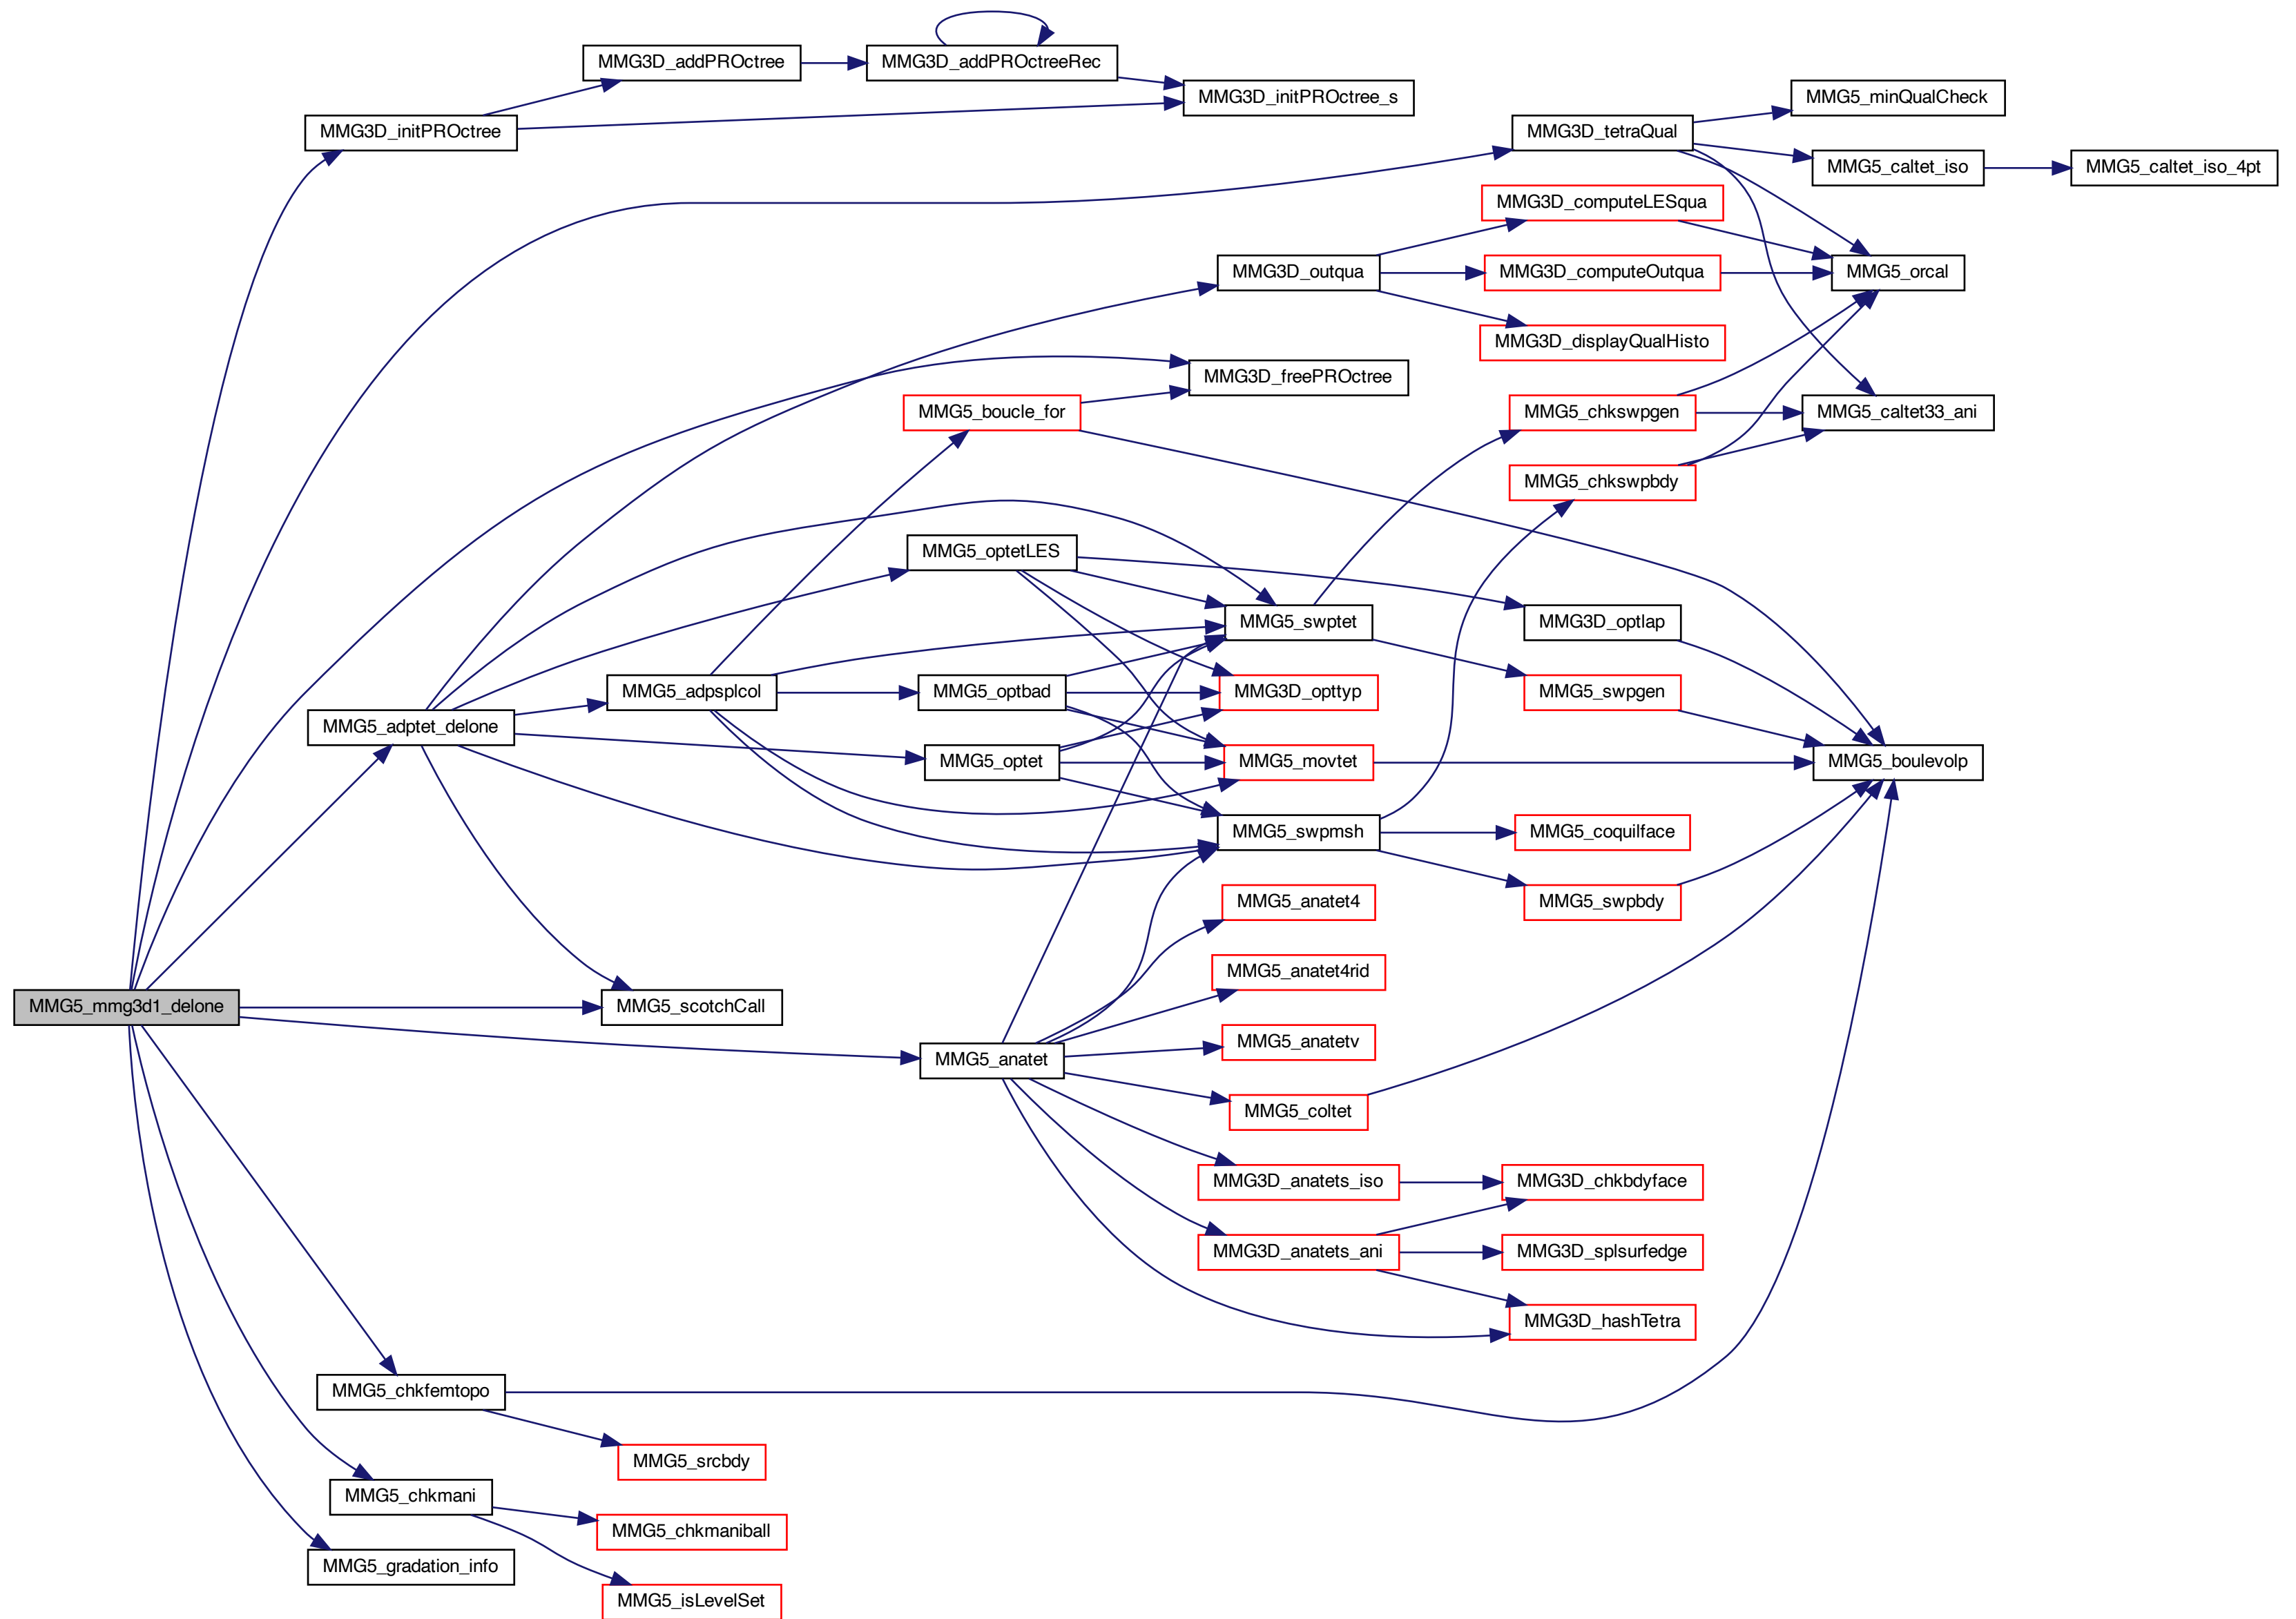 MMG3D_addPROctree
MMG3D_addPROctreeRec
MMG3D_initPROctree_s
MMG5_minQualCheck
MMG3D_initPROctree
MMG3D_tetraQual
MMG5_caltet_iso
MMG5_caltet_iso_4pt
MMG3D_computeLESqua
MMG3D_outqua
MMG3D_computeOutqua
MMG5_orcal
MMG3D_displayQualHisto
MMG3D_freePROctree
MMG5_boucle_for
MMG5_chkswpgen
MMG5_caltet33_ani
MMG5_chkswpbdy
MMG5_optetLES
MMG5_swptet
MMG3D_optlap
MMG5_adpsplcol
MMG5_optbad
MMG3D_opttyp
MMG5_swpgen
MMG5_adptet_delone
MMG5_optet
MMG5_movtet
MMG5_boulevolp
MMG5_swpmsh
MMG5_coquilface
MMG5_anatet4
MMG5_swpbdy
MMG5_anatet4rid
MMG5_mmg3d1_delone
MMG5_scotchCall
MMG5_anatetv
MMG5_anatet
MMG5_coltet
MMG3D_anatets_iso
MMG3D_chkbdyface
MMG3D_anatets_ani
MMG3D_splsurfedge
MMG3D_hashTetra
MMG5_chkfemtopo
MMG5_srcbdy
MMG5_chkmani
MMG5_chkmaniball
MMG5_gradation_info
MMG5_isLevelSet